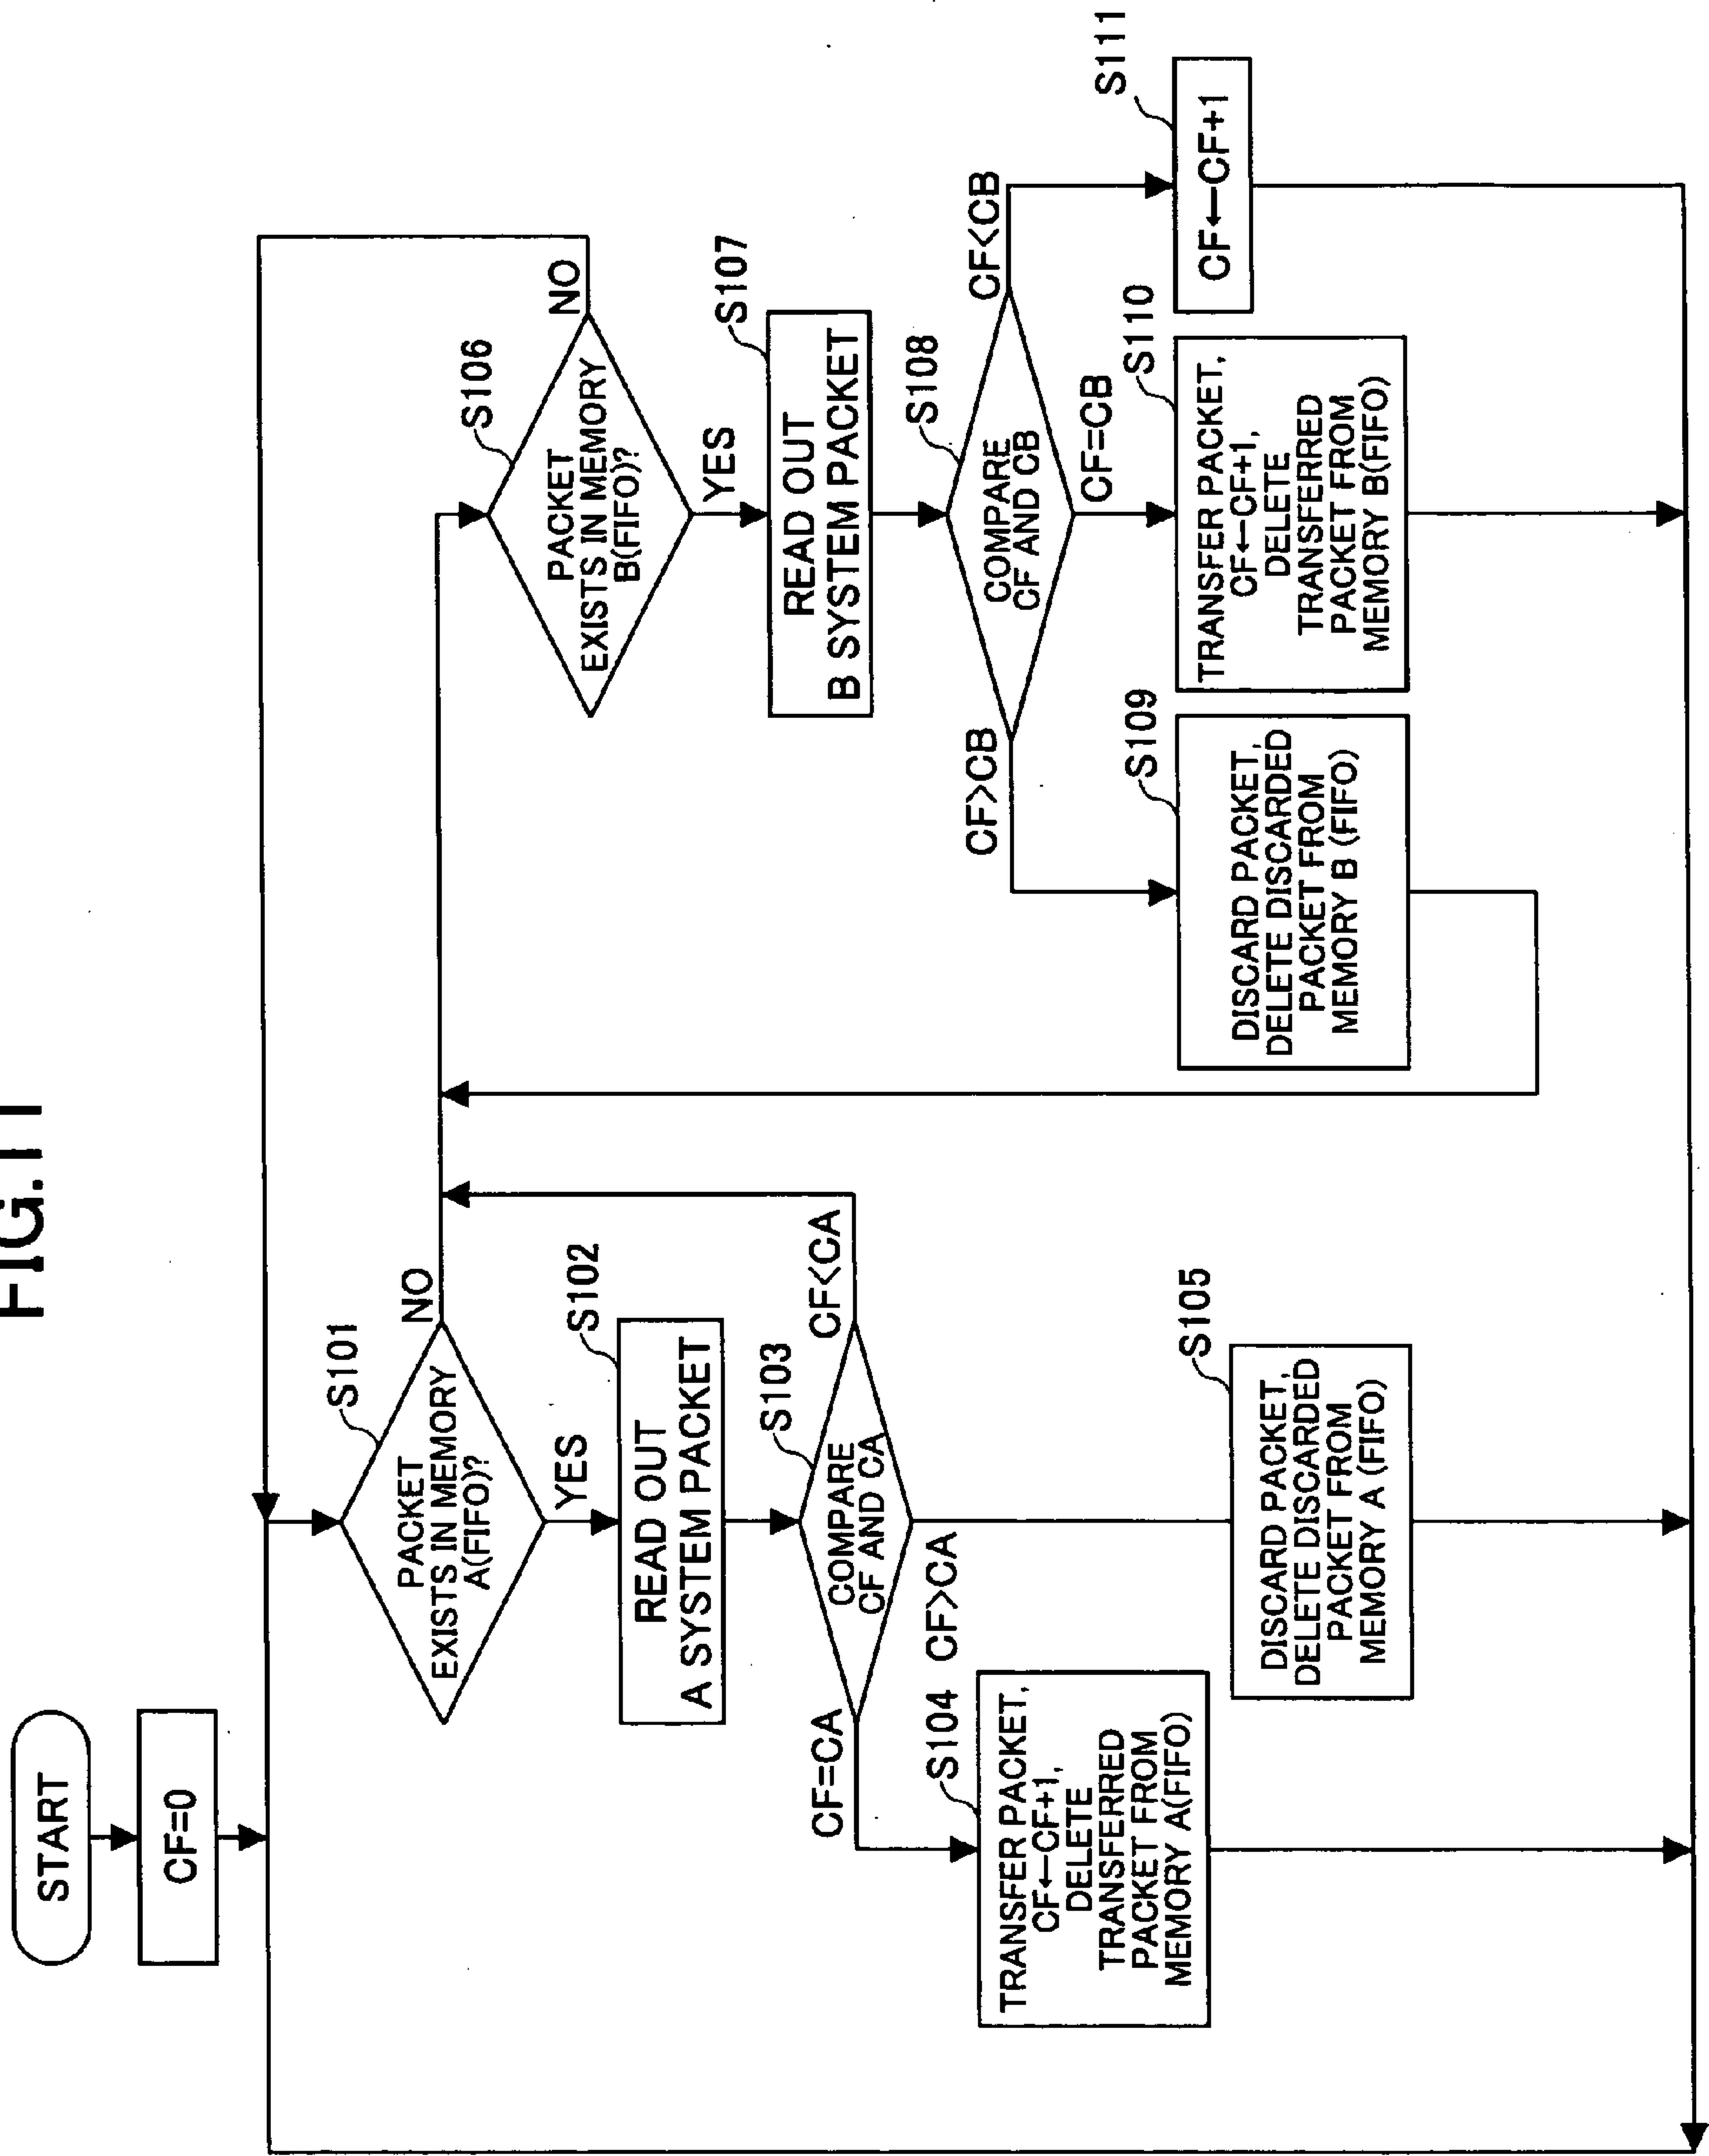 FIG.11
START
CF=0
S101
PACKET
EXISTS IN MEMORY
A(FIFO)?
NO
YES
S102
READ OUT
A SYSTEM PACKET
S103
COMPARE
CF AND CA
CF<CA
CF=CA
CF>CA
S104
TRANSFER PACKET,
CF←CF+1,
DELETE
TRANSFERRED
PACKET FROM
MEMORY A(FIFO)
S105
DISCARD PACKET,
DELETE DISCARDED
PACKET FROM
MEMORY A (FIFO)
S106
PACKET
EXISTS IN MEMORY
B(FIFO)?
NO
YES
S107
READ OUT
B SYSTEM PACKET
S108
COMPARE
CF AND CB
CF>CB
CF=CB
CF<CB
S109
DISCARD PACKET,
DELETE DISCARDED
PACKET FROM
MEMORY B (FIFO)
S110
TRANSFER PACKET,
CF←CF+1,
DELETE
TRANSFERRED
PACKET FROM
MEMORY B(FIFO)
S111
CF←CF+1